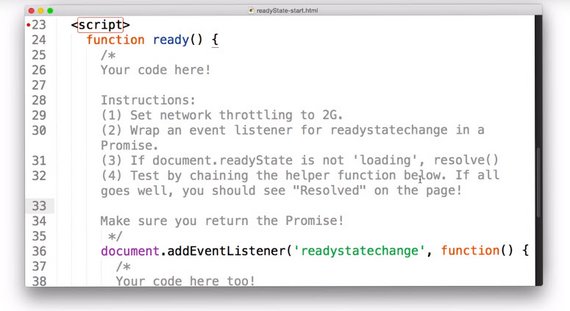 readyState-start.html
23 <script>
24 function ready() {
25 /*
26 Your code here!
27
28 Instructions:
29 (1) Set network throttling to 2G.
30 (2) Wrap an event listener for readystatechange in a
Promise.
31 (3) If document.readyState is not 'loading', resolve()
32 (4) Test by chaining the helper function below. If all
goes well, you should see "Resolved" on the page!
33
34 Make sure you return the Promise!
35 */
36 document.addEventListener('readystatechange', function() {
37 /*
38 Your code here too!